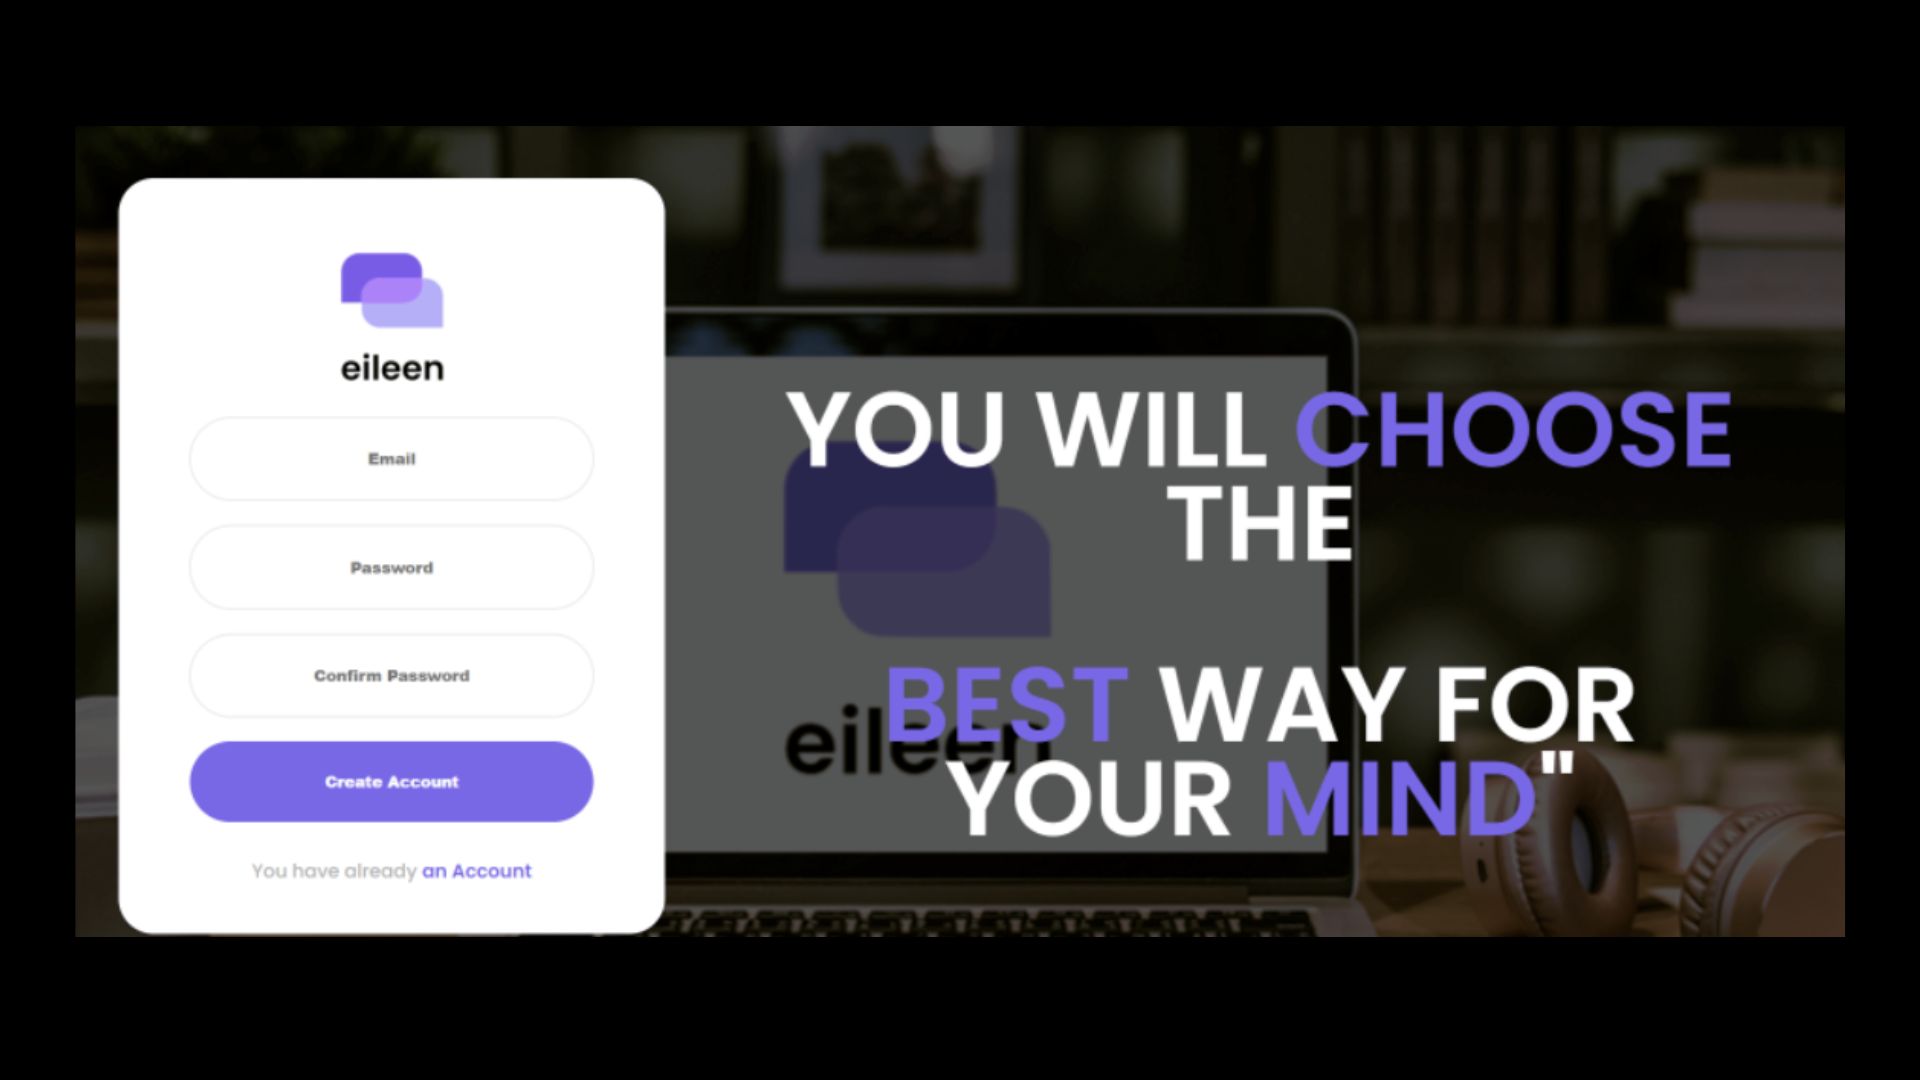 eileen
Email
Password
Confirm Password
Create Account
You have already an Account
YOU WILL CHOOSE
THE
BEST WAY FOR
YOUR MIND"
eileen